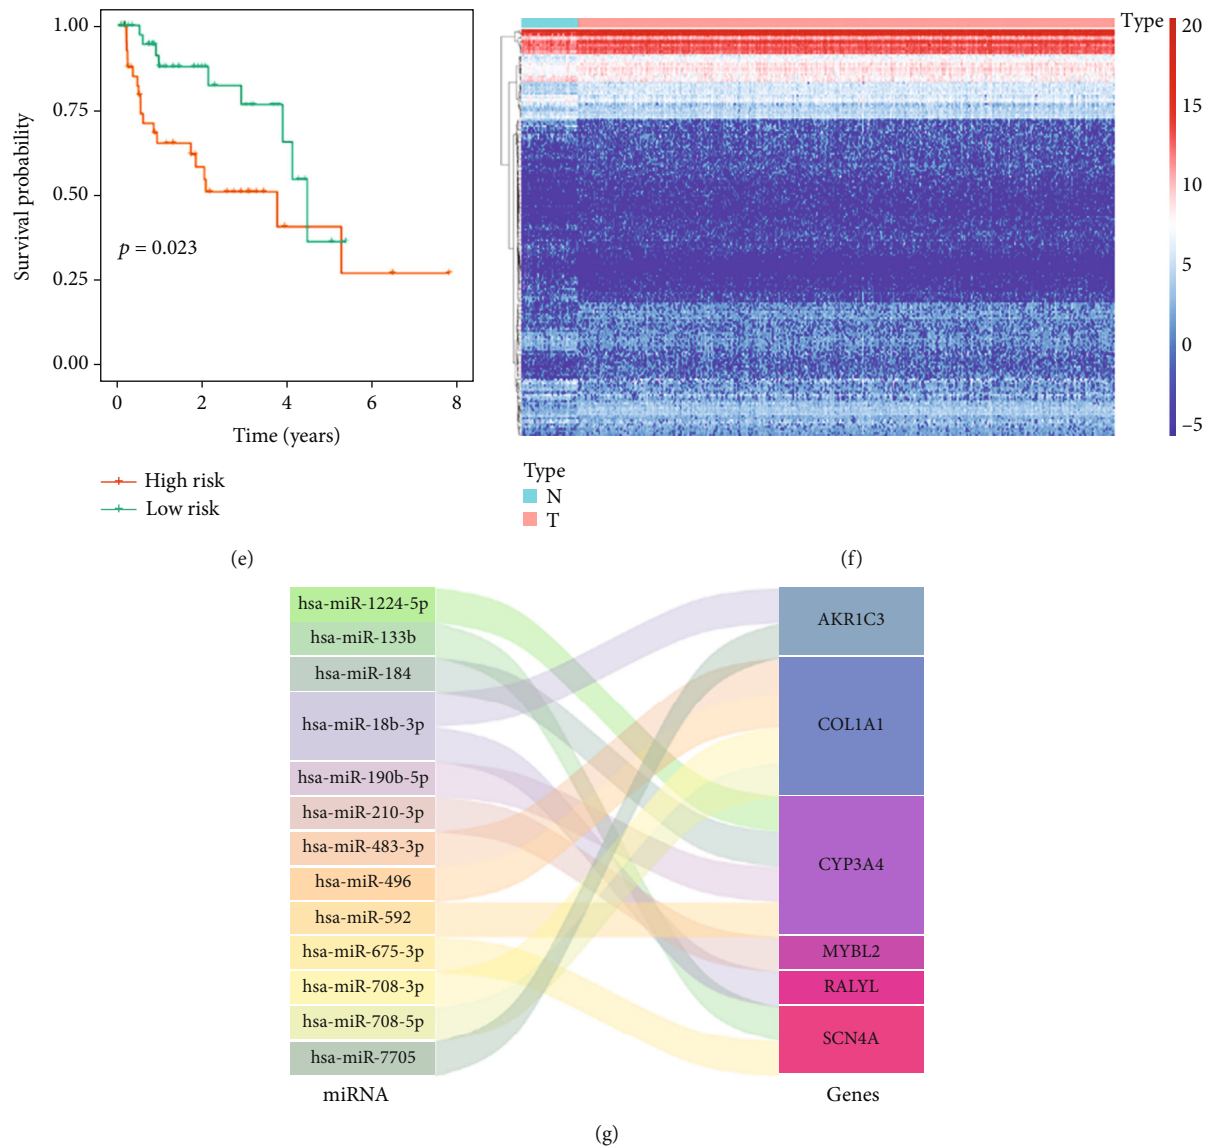 1.00
0.75
0.50
0.25
0.00
Survival probability
p = 0.023
0 2 4 6 8
Time (years)
High risk
Low risk
(e)
Type
20
15
10
5
0
–5
Type
N
T
(f)
hsa-miR-1224-5p
hsa-miR-133b
hsa-miR-184
hsa-miR-18b-3p
hsa-miR-190b-5p
hsa-miR-210-3p
hsa-miR-483-3p
hsa-miR-496
hsa-miR-592
hsa-miR-675-3p
hsa-miR-708-3p
hsa-miR-708-5p
hsa-miR-7705
miRNA
AKR1C3
COL1A1
CYP3A4
MYBL2
RALYL
SCN4A
Genes
(g)